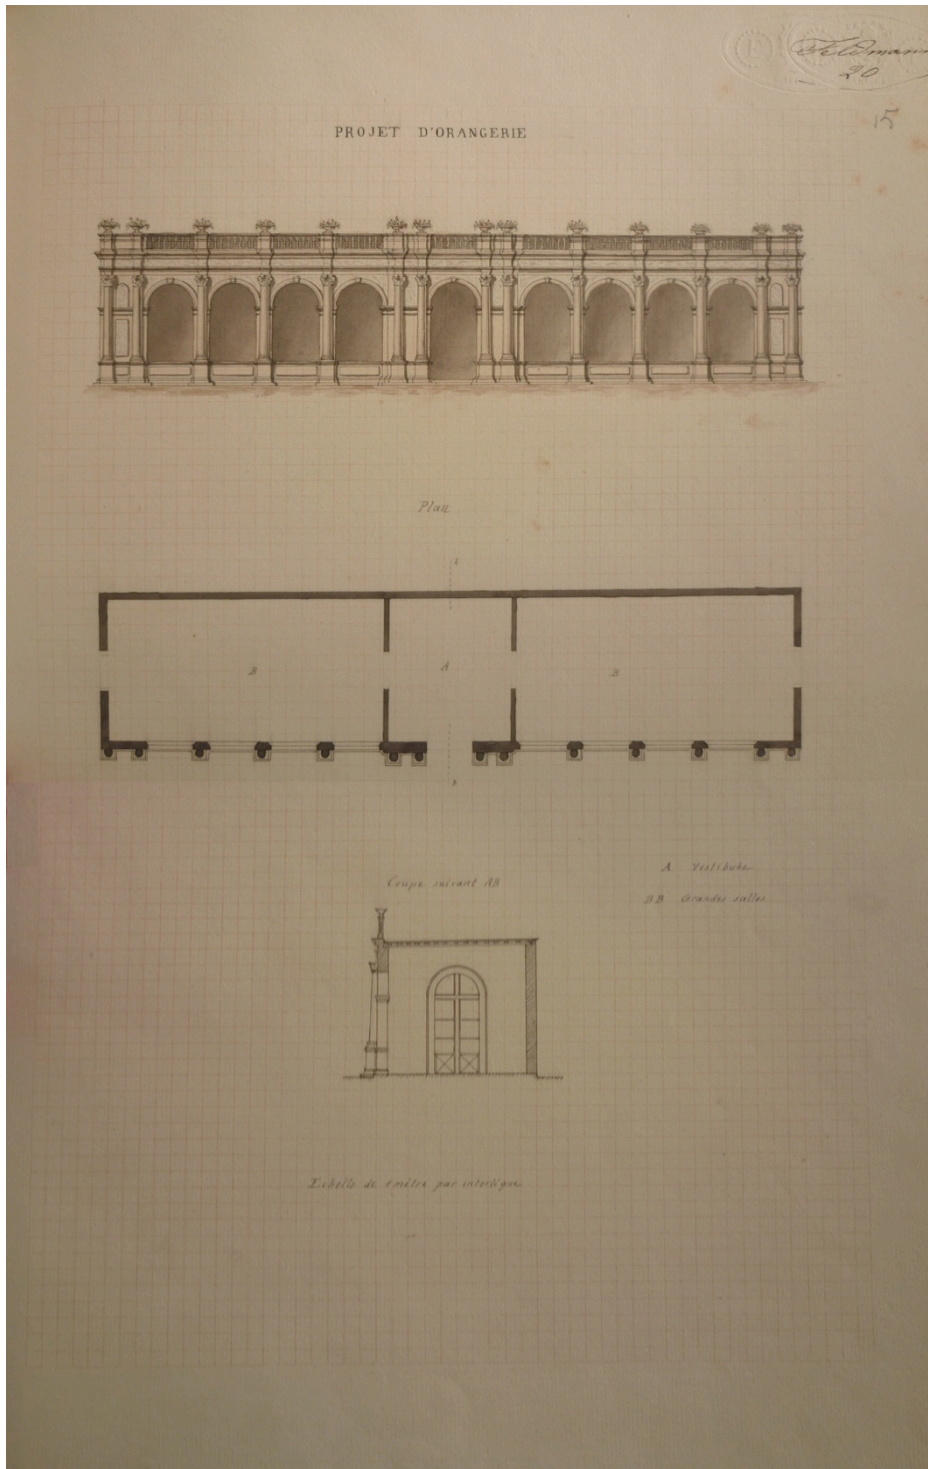 Feldmann
20
15
PROJET D'ORANGERIE
Plan
A
B
A
B
B
A Vestibule
Coupe suivant AB
BB Grandes salles
Echelle de 1 mètre par interligne